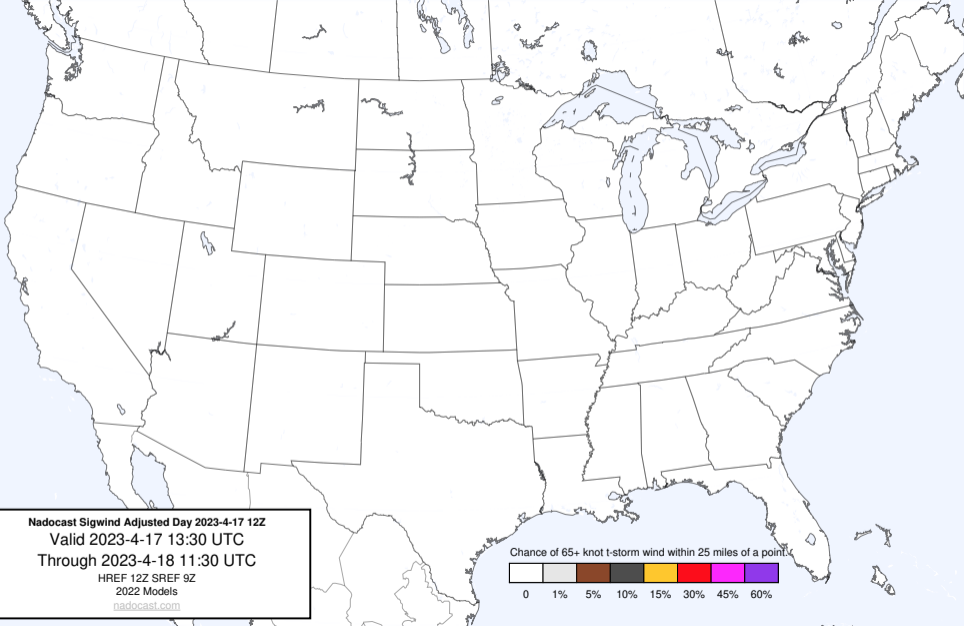 Chance of 65+ knot t-storm wind within 25 miles of a point.
0 1% 5% 10% 15% 30% 45% 60%
Nadocast Sigwind Adjusted Day 2023-4-17 12Z
Valid 2023-4-17 13:30 UTC
Through 2023-4-18 11:30 UTC
HREF 12Z SREF 9Z
2022 Models
nadocast.com